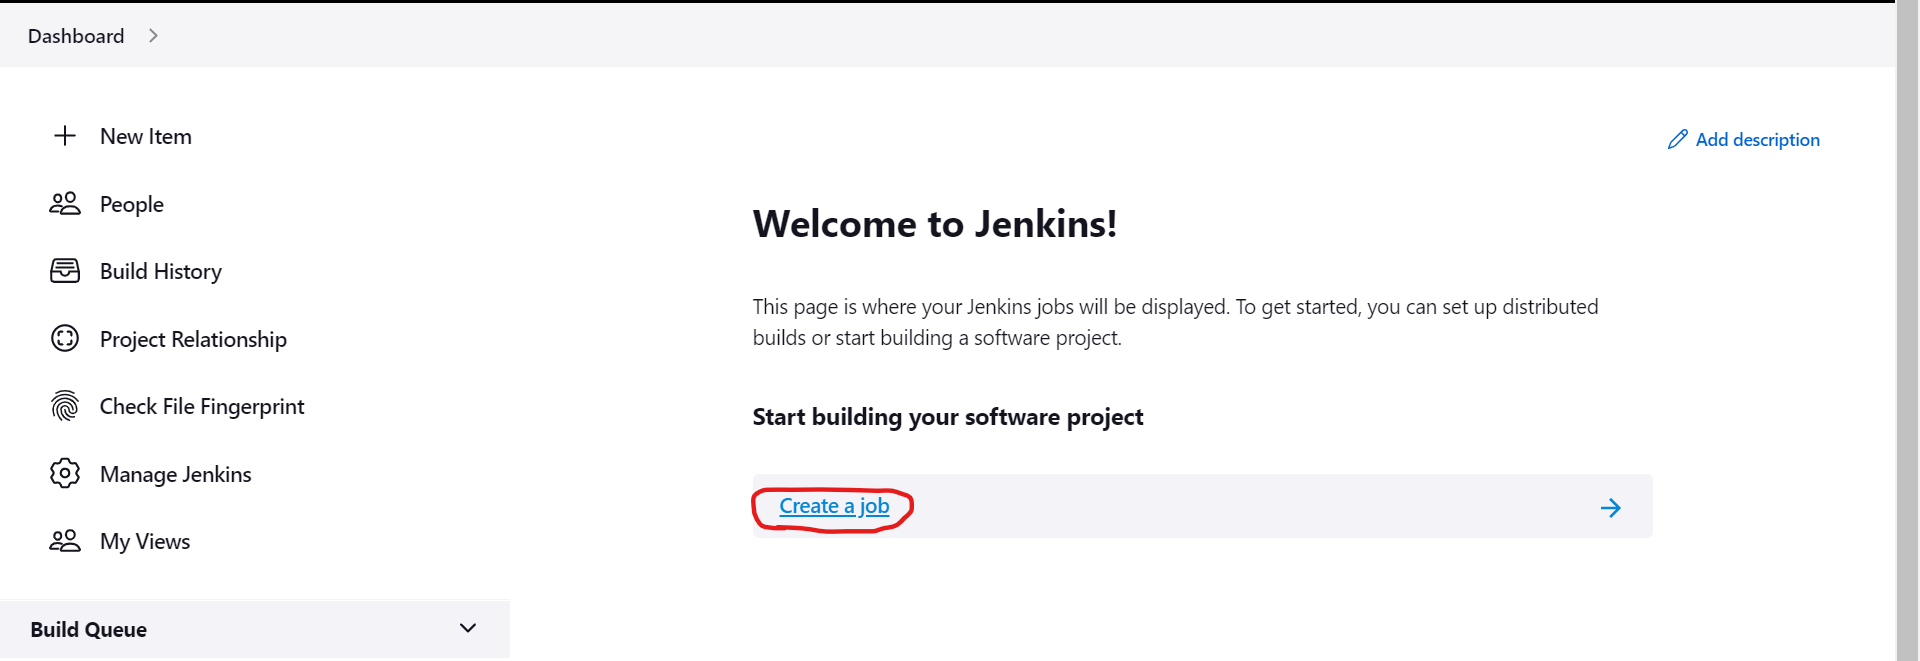 Dashboard
New Item
People
Build History
Project Relationship
Check File Fingerprint
Manage Jenkins
My Views
Build Queue
Add description
Welcome to Jenkins!
This page is where your Jenkins jobs will be displayed. To get started, you can set up distributed
builds or start building a software project.
Start building your software project
Create a job